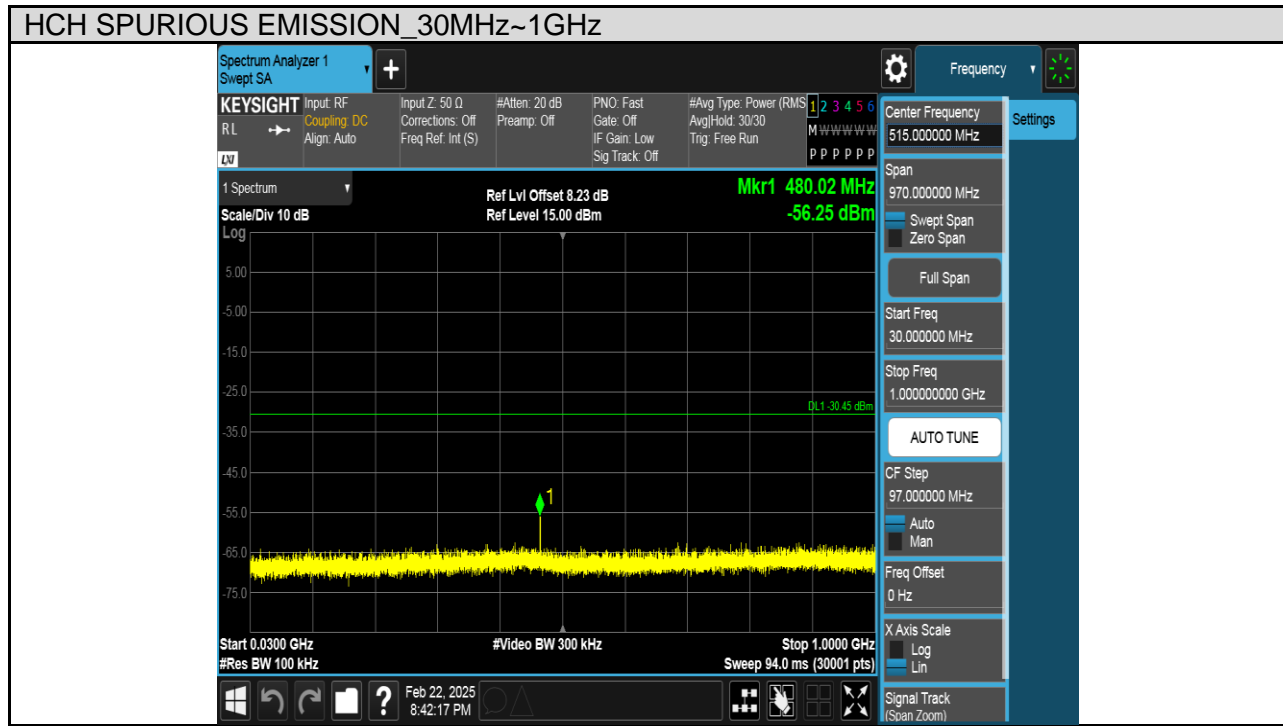 HCH SPURIOUS EMISSION_30MHz~1GHz
Spectrum Analyzer 1
Swept SA
+
Frequency
KEYSIGHT
RL
LXI
Input: RF
Coupling: DC
Align: Auto
Input Z: 50 Ω
Corrections: Off
Freq Ref: Int (S)
#Atten: 20 dB
Preamp: Off
PNO: Fast
Gate: Off
IF Gain: Low
Sig Track: Off
#Avg Type: Power (RMS
Avg|Hold: 30/30
Trig: Free Run
1 2 3 4 5 6
M W W W W W
P P P P P P
1 Spectrum
Scale/Div 10 dB
Ref Lvl Offset 8.23 dB
Ref Level 15.00 dBm
Mkr1 480.02 MHz
-56.25 dBm
Log
5.00
-5.00
-15.0
-25.0
DL1 -30.45 dBm
-35.0
-45.0
1
-55.0
-65.0
-75.0
Start 0.0300 GHz
#Res BW 100 kHz
#Video BW 300 kHz
Stop 1.0000 GHz
Sweep 94.0 ms (30001 pts)
?
Feb 22, 2025
8:42:17 PM
Center Frequency
515.000000 MHz
Settings
Span
970.000000 MHz
Swept Span
Zero Span
Full Span
Start Freq
30.000000 MHz
Stop Freq
1.000000000 GHz
AUTO TUNE
CF Step
97.000000 MHz
Auto
Man
Freq Offset
0 Hz
X Axis Scale
Log
Lin
Signal Track
(Span Zoom)